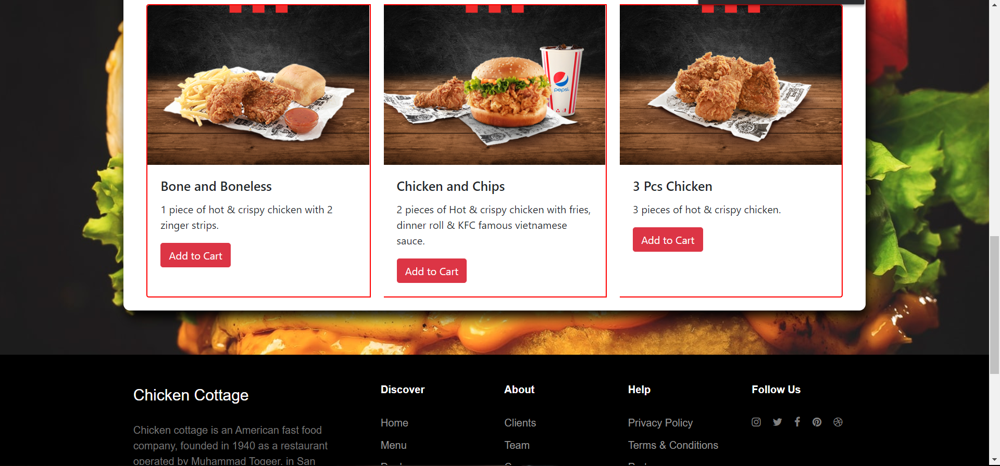 pepsi
Bone and Boneless
1 piece of hot & crispy chicken with 2
zinger strips.
Add to Cart
Chicken and Chips
2 pieces of Hot & crispy chicken with fries,
dinner roll & KFC famous vietnamese
sauce.
Add to Cart
3 Pcs Chicken
3 pieces of hot & crispy chicken.
Add to Cart
Chicken Cottage
Chicken cottage is an American fast food
company, founded in 1940 as a restaurant
operated by Muhammad Toqeer, in San
Discover
Home
Menu
About
Clients
Team
Help
Privacy Policy
Terms & Conditions
Follow Us